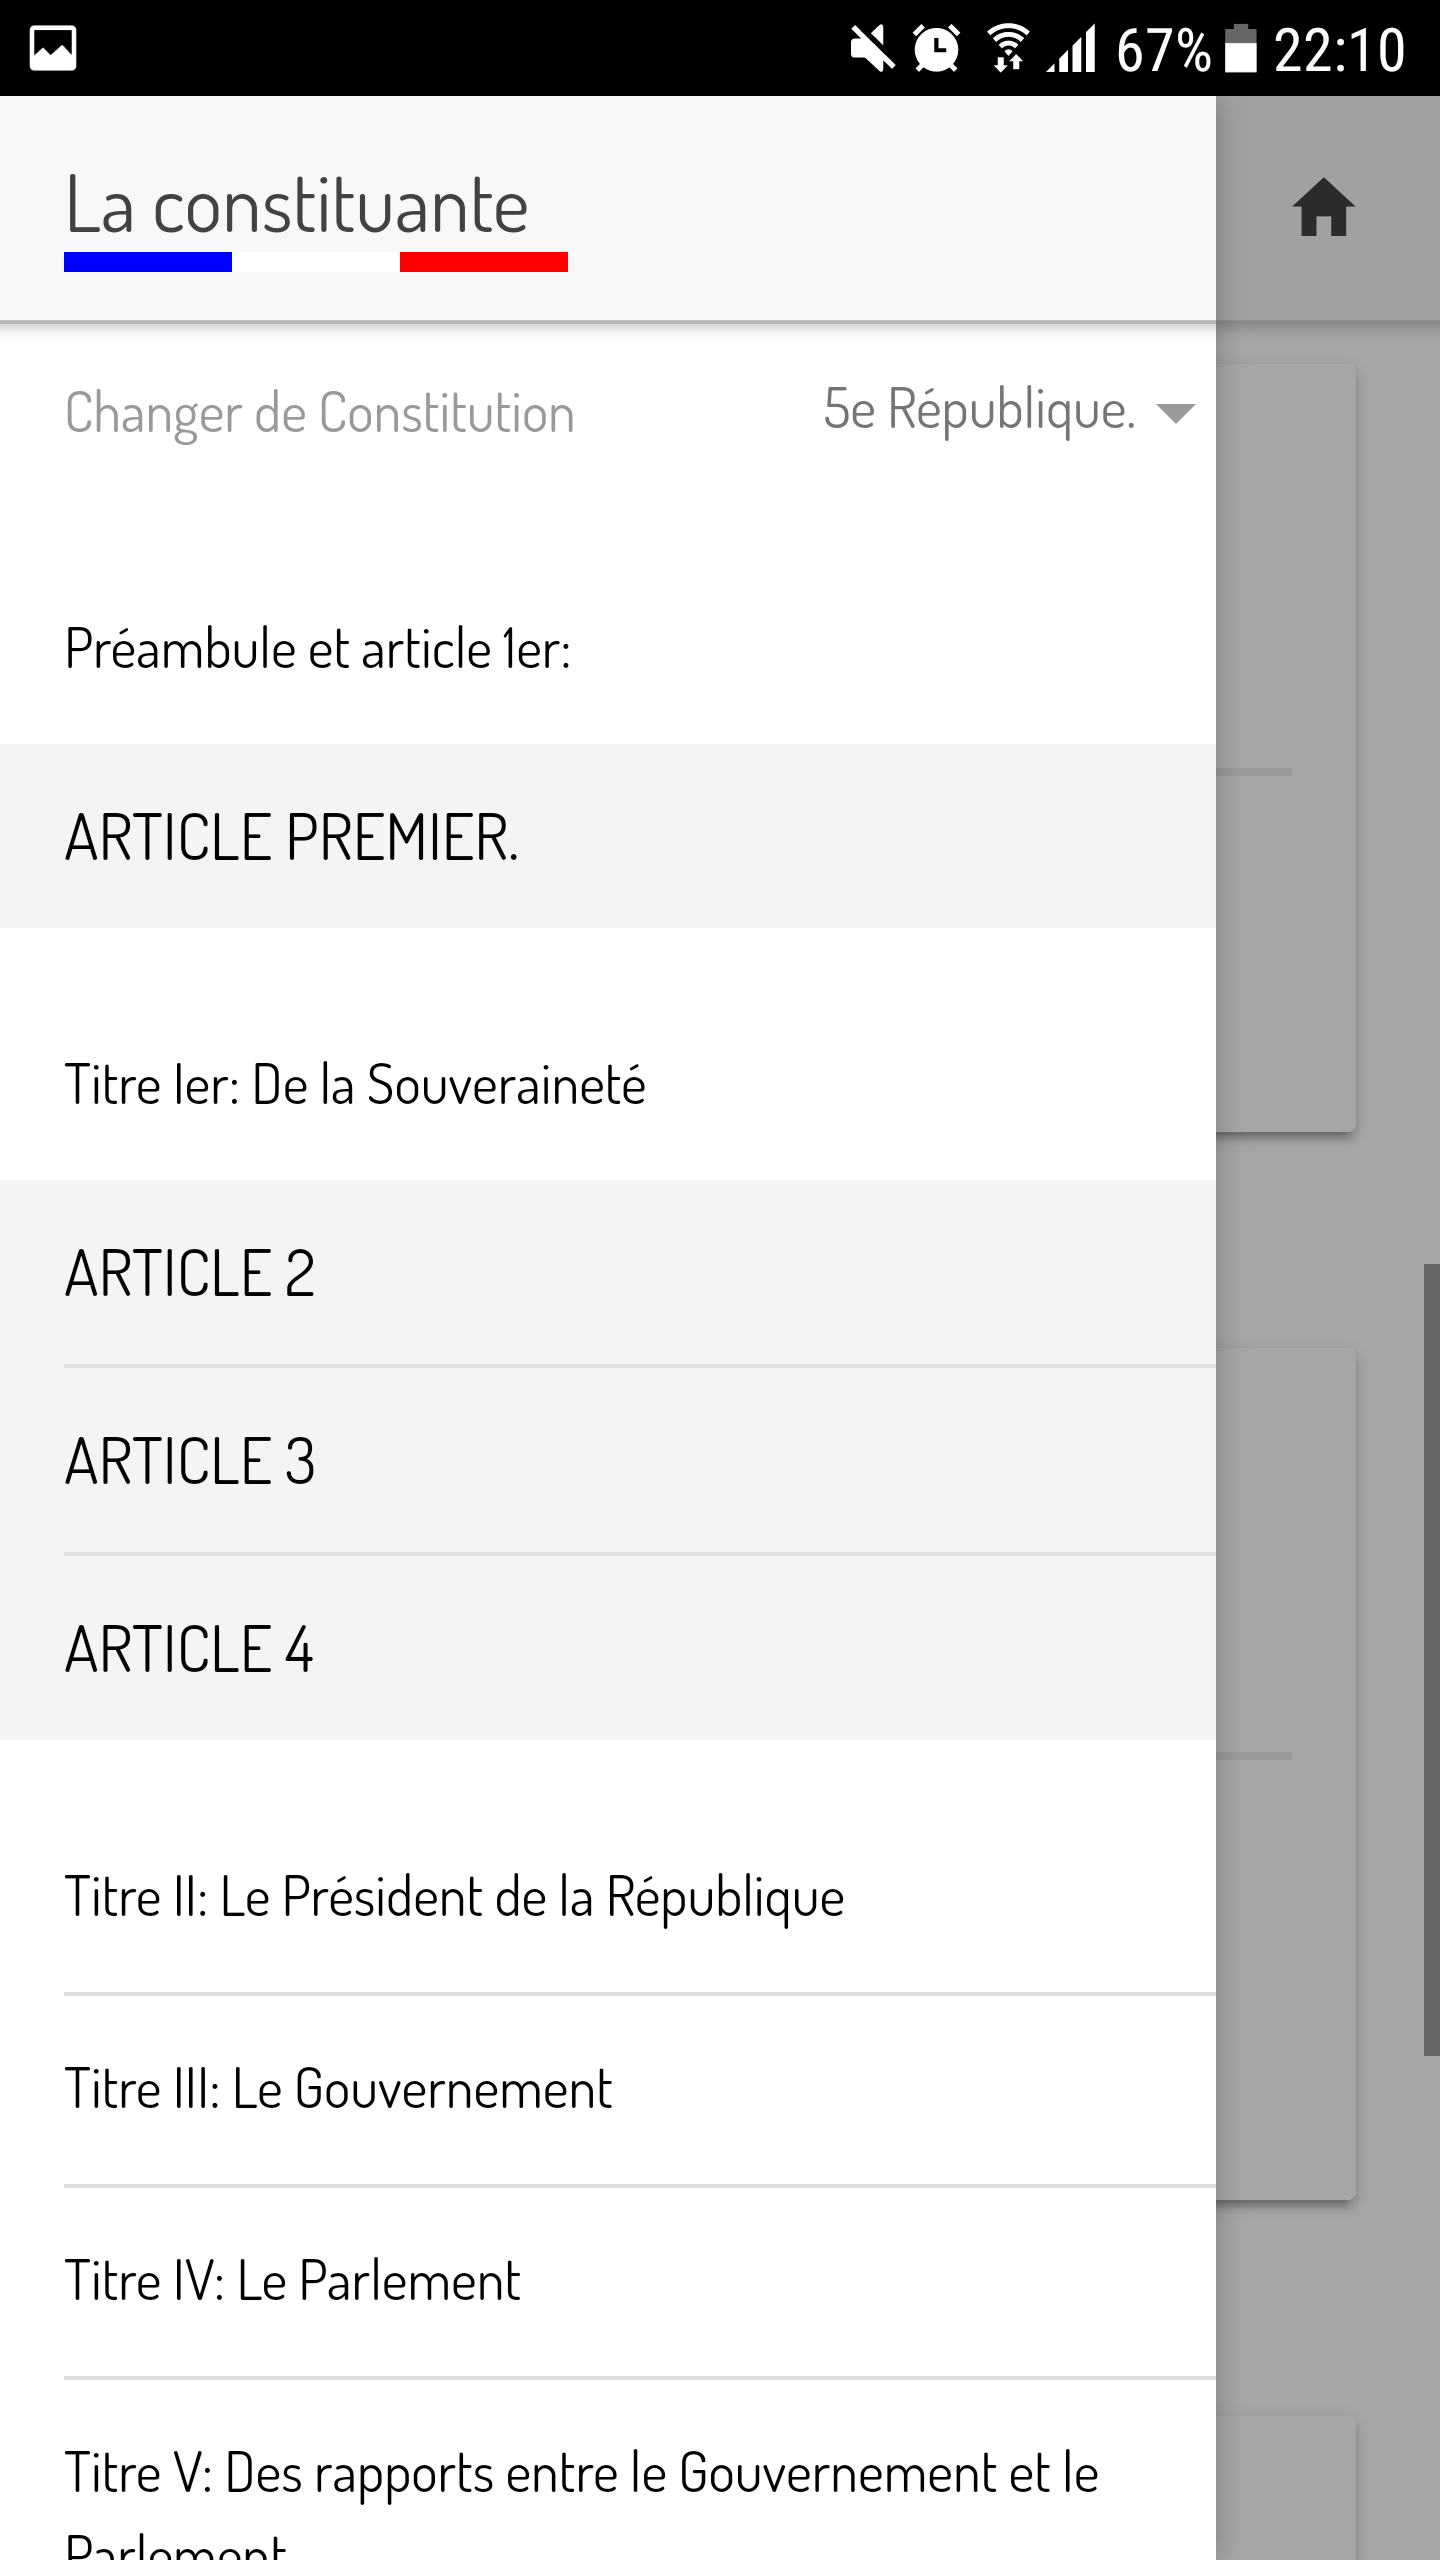 67% 22:10
La constituante
Changer de Constitution 5e République.
Préambule et article 1er:
ARTICLE PREMIER.
Titre Ier: De la Souveraineté
ARTICLE 2
ARTICLE 3
ARTICLE 4
Titre II: Le Président de la République
Titre III: Le Gouvernement
Titre IV: Le Parlement
Titre V: Des rapports entre le Gouvernement et le
Parlement